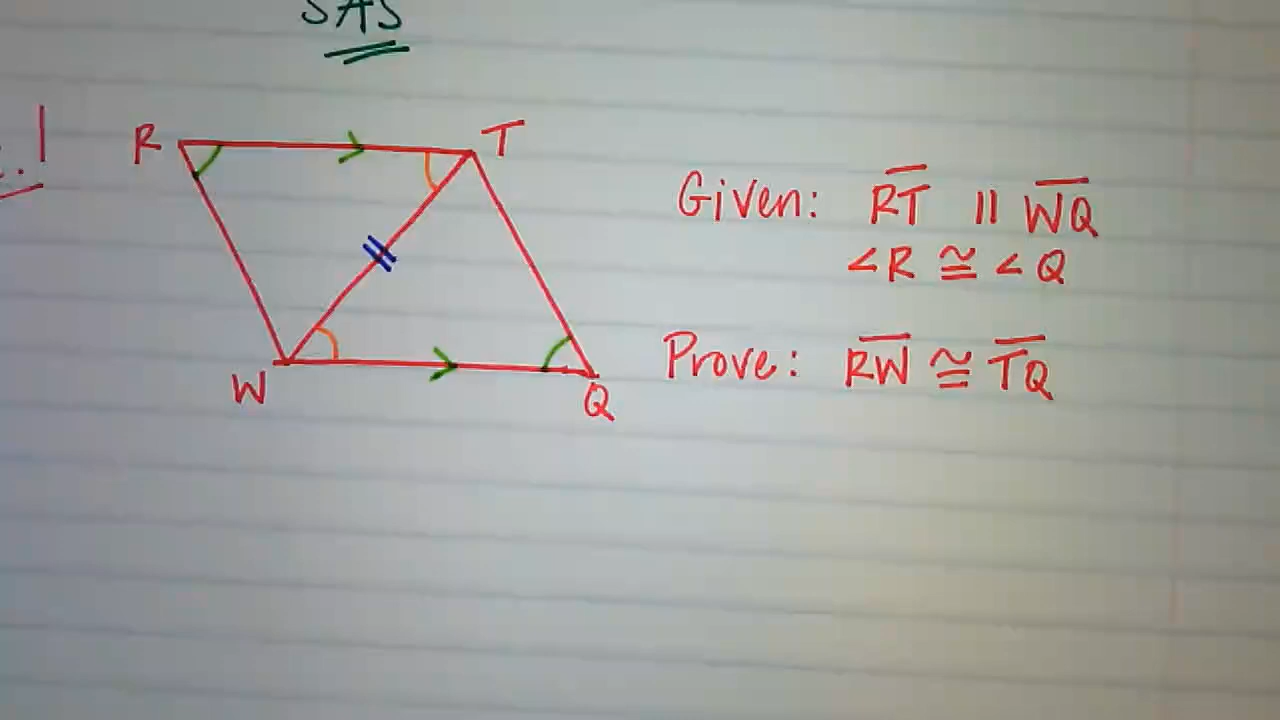 SAS
R
T
Given: RT || WQ
<R ≅ <Q
Prove: RW ≅ TQ
W
Q